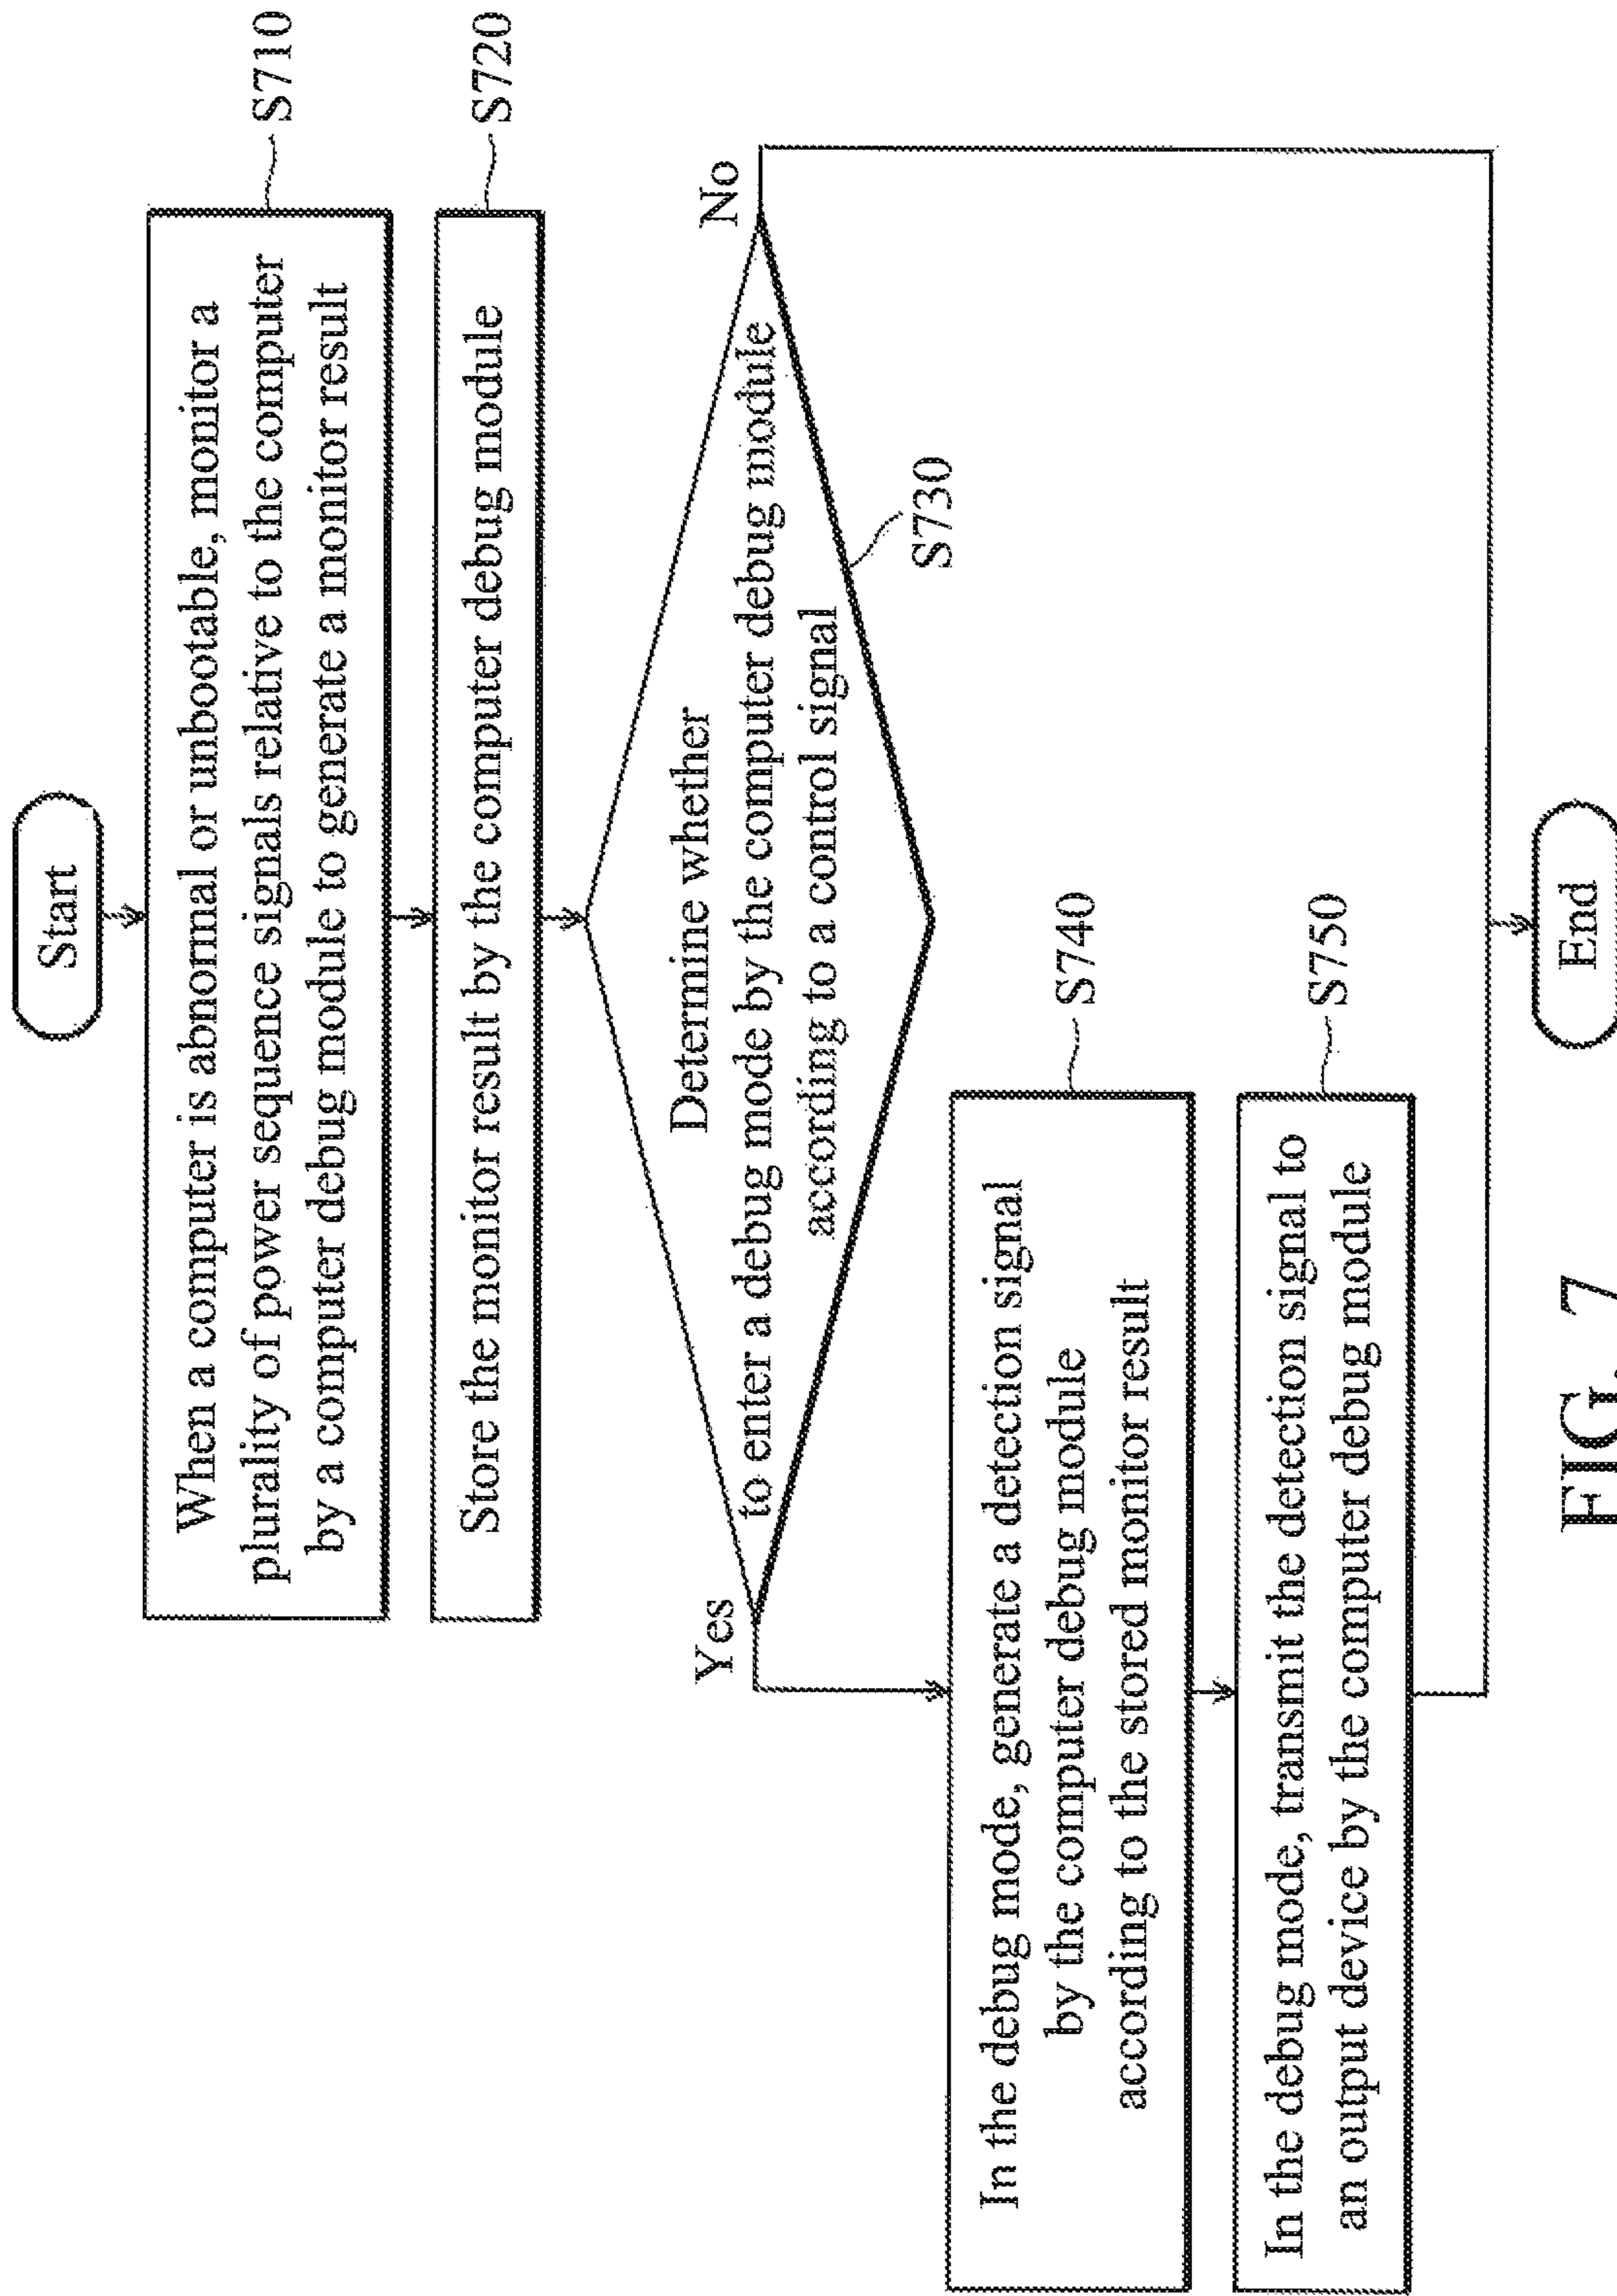 Start
When a computer is abnormal or unbootable, monitor a
plurality of power sequence signals relative to the computer
by a computer debug module to generate a monitor result
S710
Store the monitor result by the computer debug module
S720
Determine whether
to enter a debug mode by the computer debug module
according to a control signal
S730
Yes
No
In the debug mode, generate a detection signal
by the computer debug module
according to the stored monitor result
S740
In the debug mode, transmit the detection signal to
an output device by the computer debug module
S750
End
FIG. 7